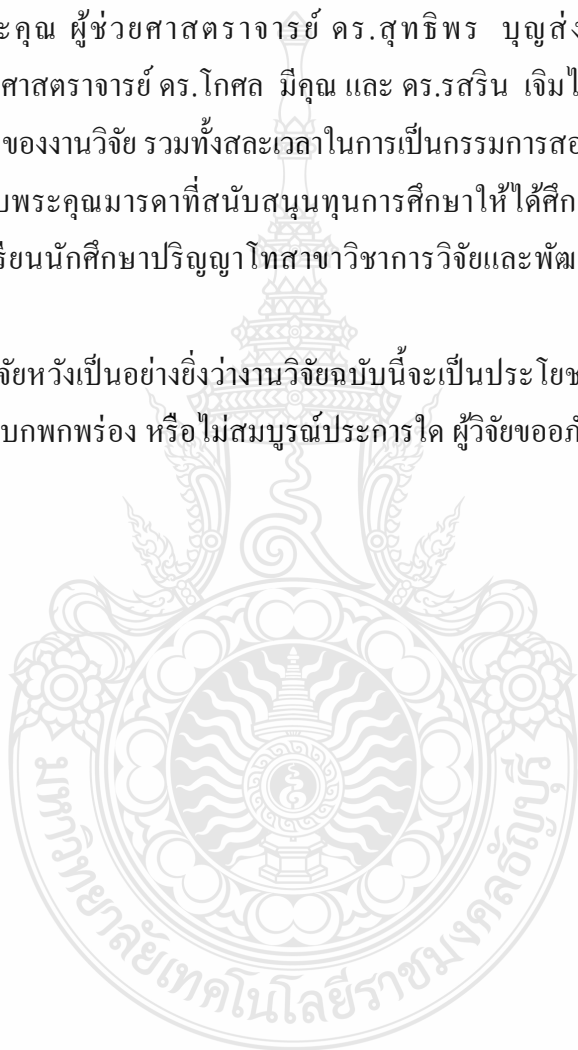 ะคุณ ผู้ช่วยศาสตราจารย์ ดร.สุทธิพร บุญส่ง
ศาสตราจารย์ ดร.โกศล มีคุณ และ ดร.รสริน เจิมไ
ของงานวิจัย รวมทั้งสละเวลาในการเป็นกรรมการสอ
บพระคุณมารดาที่สนับสนุนทุนการศึกษาให้ได้ศึก
รียนนักศึกษาปริญญาโทสาขาวิชาการวิจัยและพัฒ
จัยหวังเป็นอย่างยิ่งว่างานวิจัยฉบับนี้จะเป็นประโยช
บกพกพร่อง หรือไม่สมบูรณ์ประการใด ผู้วิจัยขออภั
มหาวิทยาลัยเทคโนโลยีราชมงคลธัญบุรี